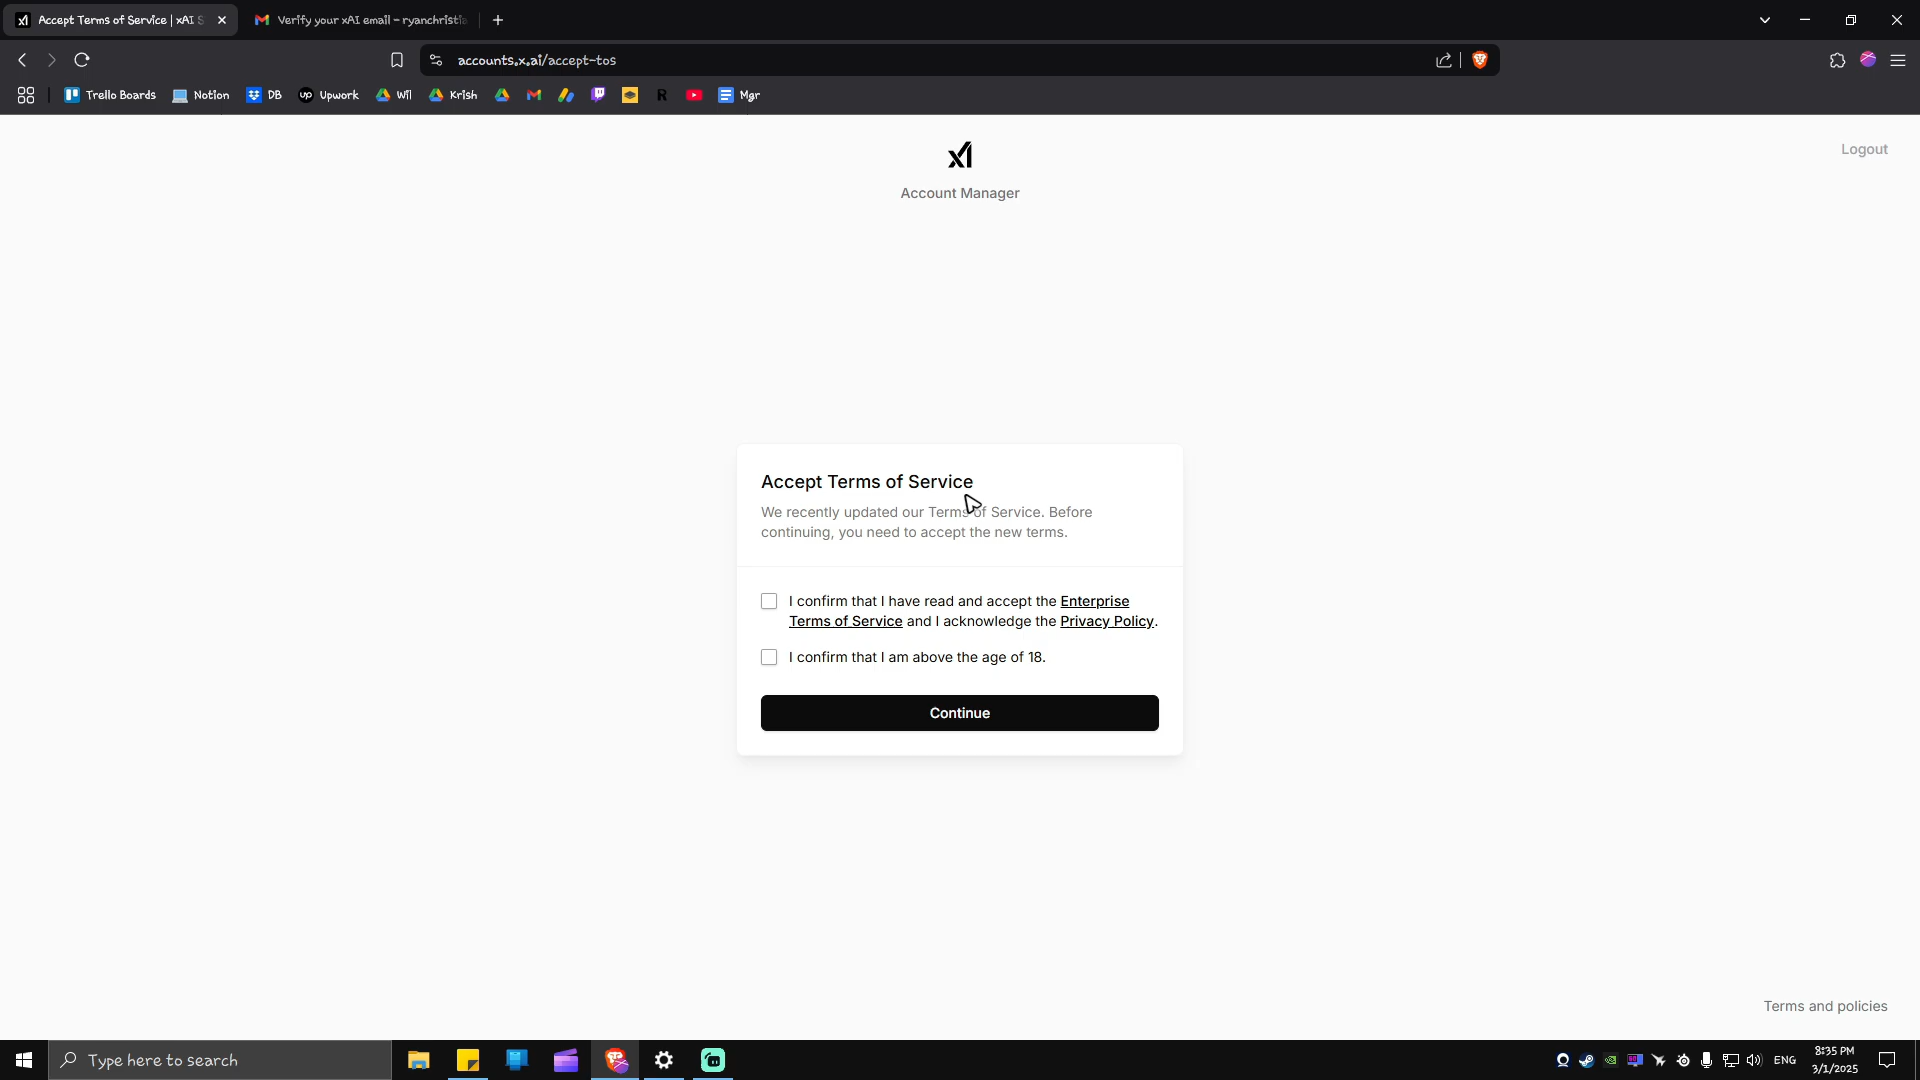 Accept Terms of Service | xAI S
Verify your xAI email - ryanchristia
accounts.x.ai/accept-tos
Trello Boards
Notion
DB
Upwork
Wil
Krish
Mgr
xI
Logout
Account Manager
Accept Terms of Service
We recently updated our Terms of Service. Before
continuing, you need to accept the new terms.
I confirm that I have read and accept the Enterprise
Terms of Service and I acknowledge the Privacy Policy.
I confirm that I am above the age of 18.
Continue
Terms and policies
Type here to search
ENG
8:35 PM
3/1/2025